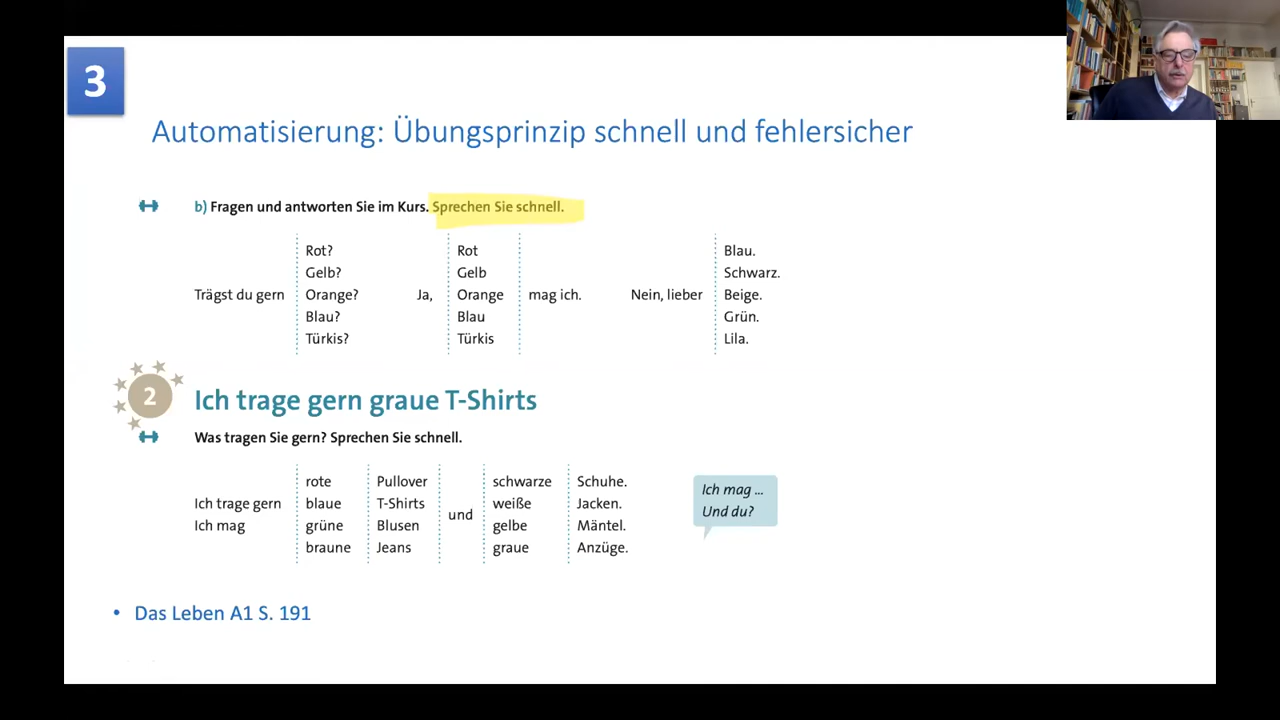 3
Automatisierung: Übungsprinzip schnell und fehlersicher
b) Fragen und antworten Sie im Kurs. Sprechen Sie schnell.
Trägst du gern
Rot?
Gelb?
Orange?
Blau?
Türkis?
Ja,
Rot
Gelb
Orange
Blau
Türkis
mag ich.
Nein, lieber
Blau.
Schwarz.
Beige.
Grün.
Lila.
2
Ich trage gern graue T-Shirts
Was tragen Sie gern? Sprechen Sie schnell.
Ich trage gern
Ich mag
rote
blaue
grüne
braune
Pullover
T-Shirts
Blusen
Jeans
und
schwarze
weiße
gelbe
graue
Schuhe.
Jacken.
Mäntel.
Anzüge.
Ich mag ...
Und du?
• Das Leben A1 S. 191